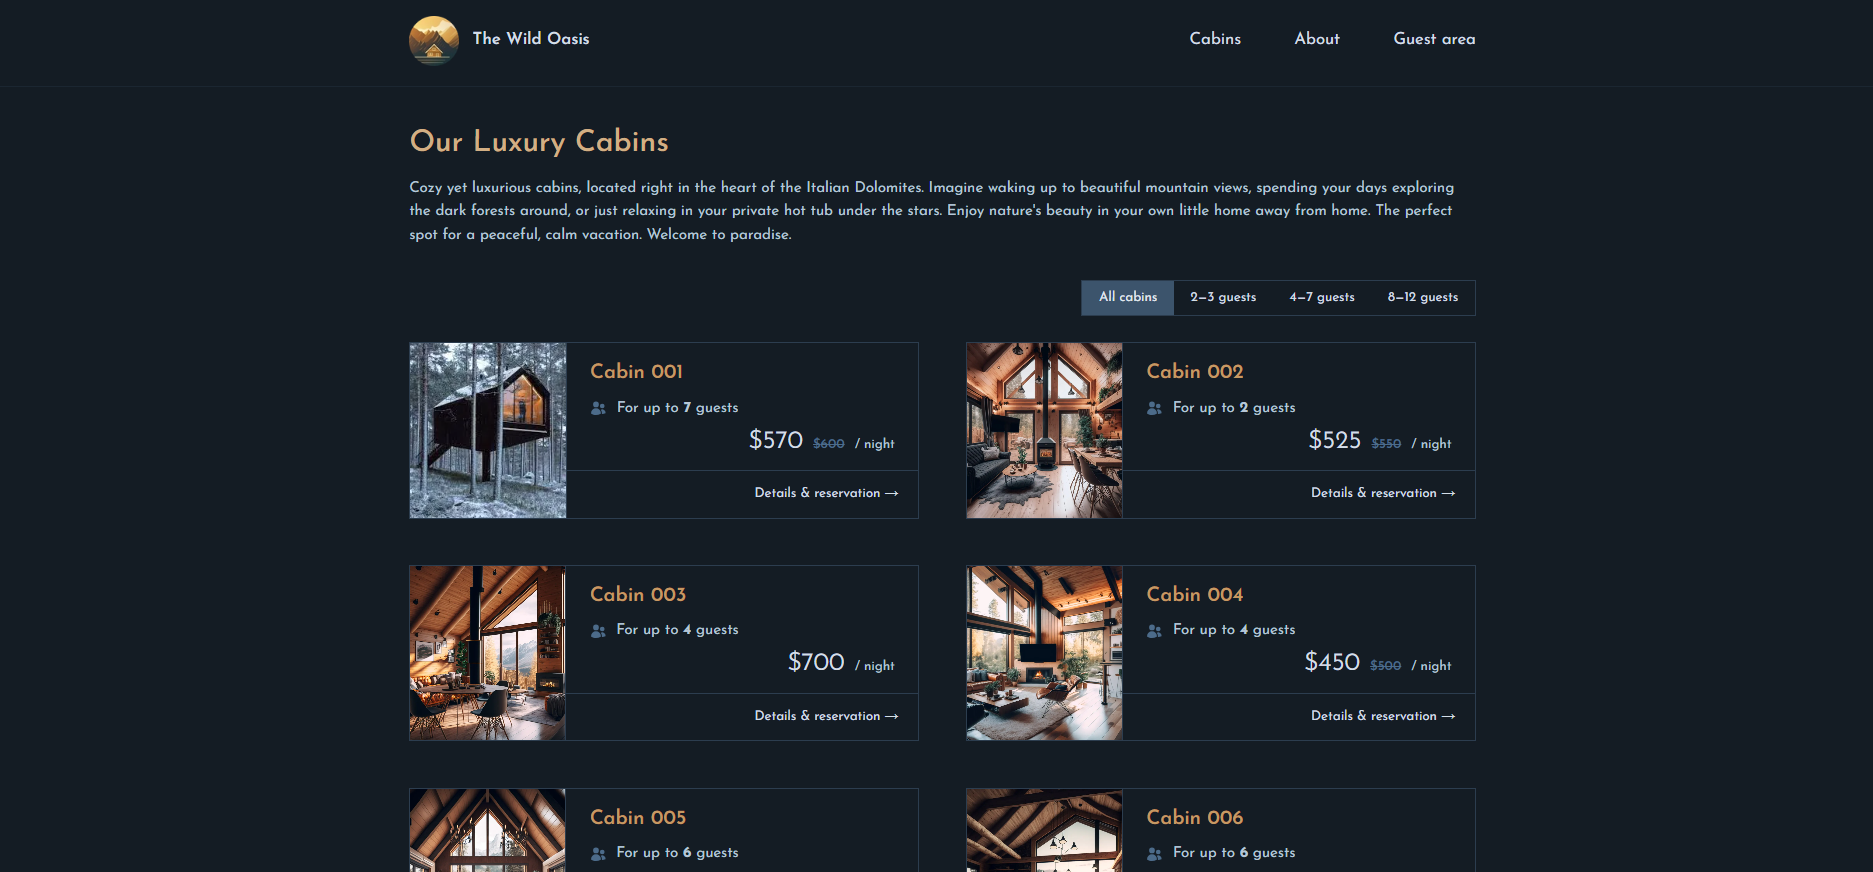 The Wild Oasis
Cabins
About
Guest area
Our Luxury Cabins
Cozy yet luxurious cabins, located right in the heart of the Italian Dolomites. Imagine waking up to beautiful mountain views, spending your days exploring
the dark forests around, or just relaxing in your private hot tub under the stars. Enjoy nature's beauty in your own little home away from home. The perfect
spot for a peaceful, calm vacation. Welcome to paradise.
All cabins
2—3 guests
4—7 guests
8—12 guests
Cabin 001
For up to 7 guests
$570 $600 / night
Details & reservation →
Cabin 002
For up to 2 guests
$525 $550 / night
Details & reservation →
Cabin 003
For up to 4 guests
$700 / night
Details & reservation →
Cabin 004
For up to 4 guests
$450 $500 / night
Details & reservation →
Cabin 005
For up to 6 guests
Cabin 006
For up to 6 guests